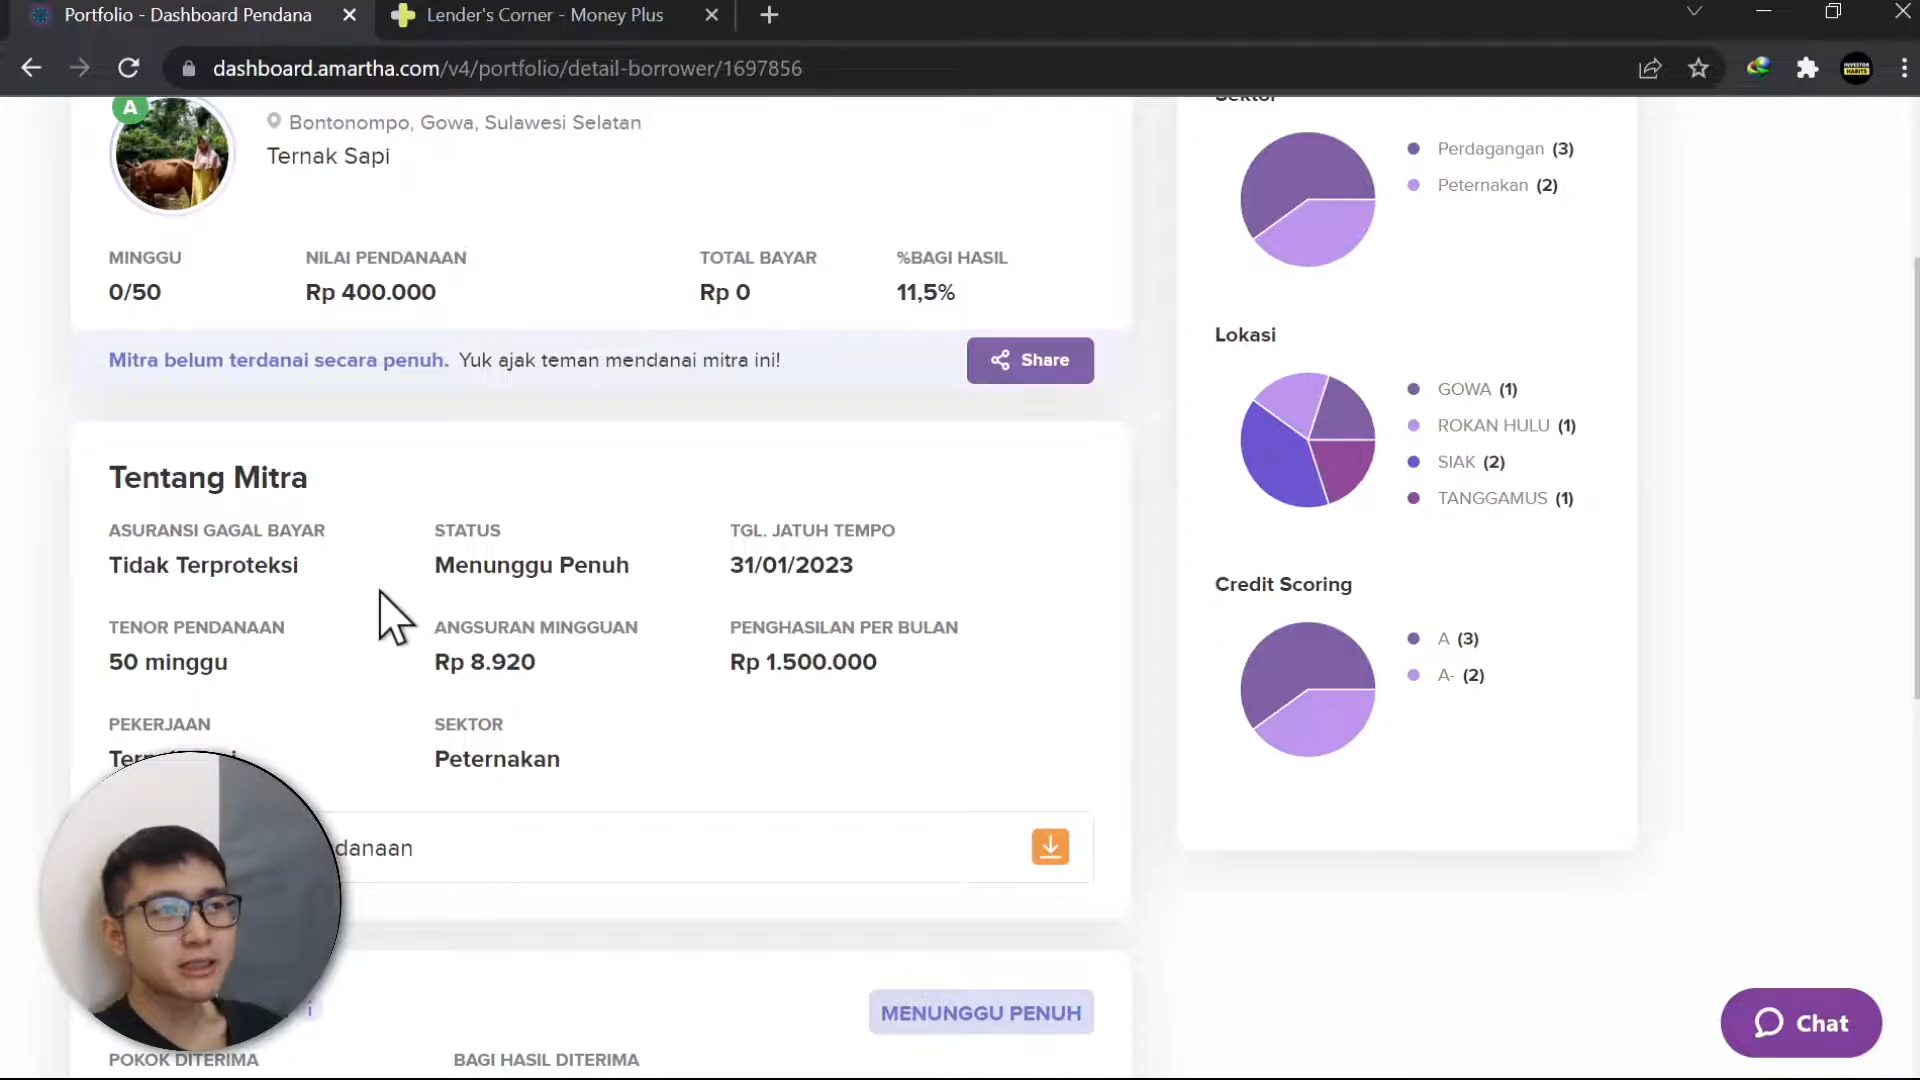 Portfolio - Dashboard Pendana
Lender's Corner - Money Plus
dashboard.amartha.com/v4/portfolio/detail-borrower/1697856
INVESTOR HABITS
A
Bontonompo, Gowa, Sulawesi Selatan
Ternak Sapi
MINGGU
NILAI PENDANAAN
TOTAL BAYAR
%BAGI HASIL
0/50
Rp 400.000
Rp 0
11,5%
Mitra belum terdanai secara penuh. Yuk ajak teman mendanai mitra ini!
Share
Tentang Mitra
ASURANSI GAGAL BAYAR
STATUS
TGL. JATUH TEMPO
Tidak Terproteksi
Menunggu Penuh
31/01/2023
TENOR PENDANAAN
ANGSURAN MINGGUAN
PENGHASILAN PER BULAN
50 minggu
Rp 8.920
Rp 1.500.000
PEKERJAAN
SEKTOR
Peternakan
danaan
MENUNGGU PENUH
POKOK DITERIMA
BAGI HASIL DITERIMA
Sektor
Perdagangan (3)
Peternakan (2)
Lokasi
GOWA (1)
ROKAN HULU (1)
SIAK (2)
TANGGAMUS (1)
Credit Scoring
A (3)
A- (2)
Chat